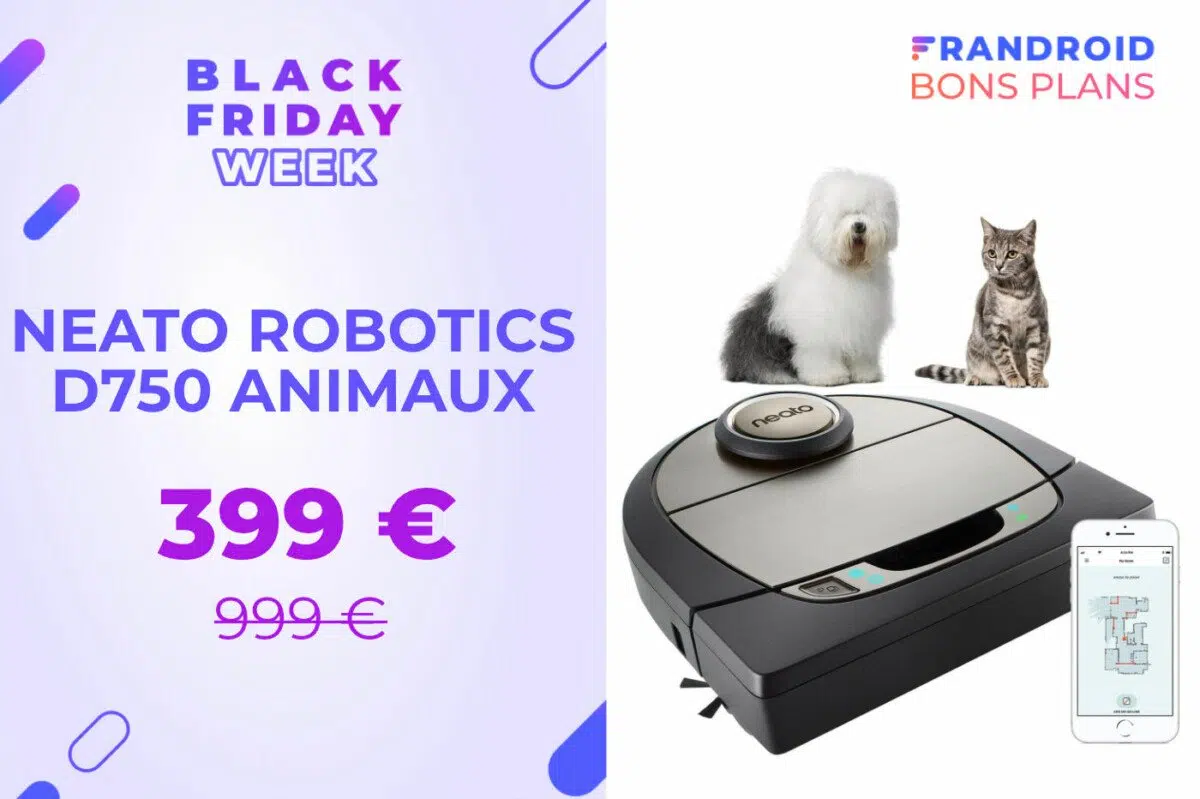 BLACK
FRIDAY
WEEK
NEATO ROBOTICS
D750 ANIMAUX
399 €
999 €
FRANDROID
BONS PLANS
neato